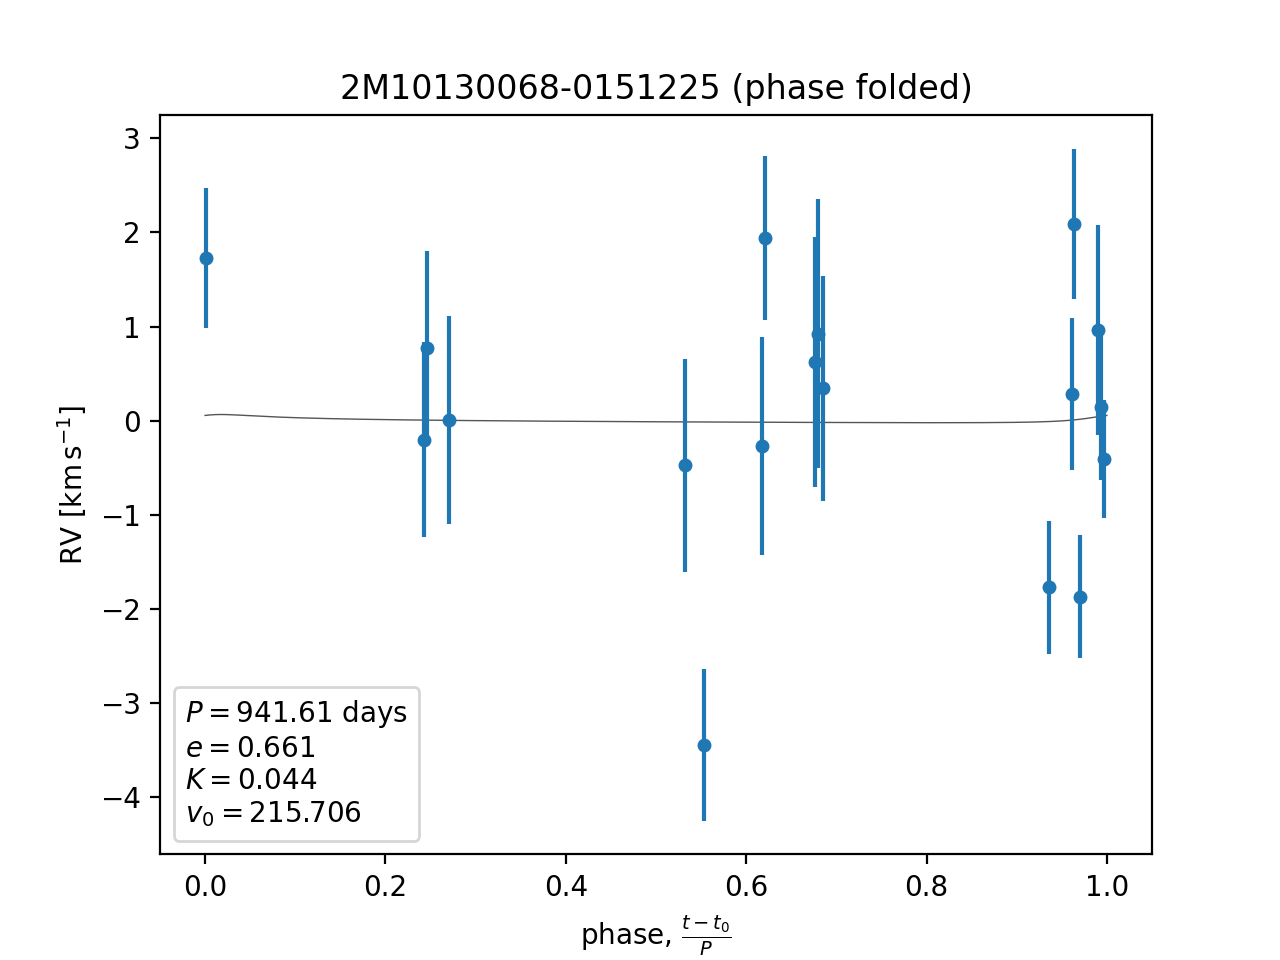 2M10130068-0151225 (phase folded)
3
2
1
0
−1
−2
−3
−4
RV [km s⁻¹]
P = 941.61 days
e = 0.661
K = 0.044
v₀ = 215.706
0.0 0.2 0.4 0.6 0.8 1.0
phase, (t − t₀)/P